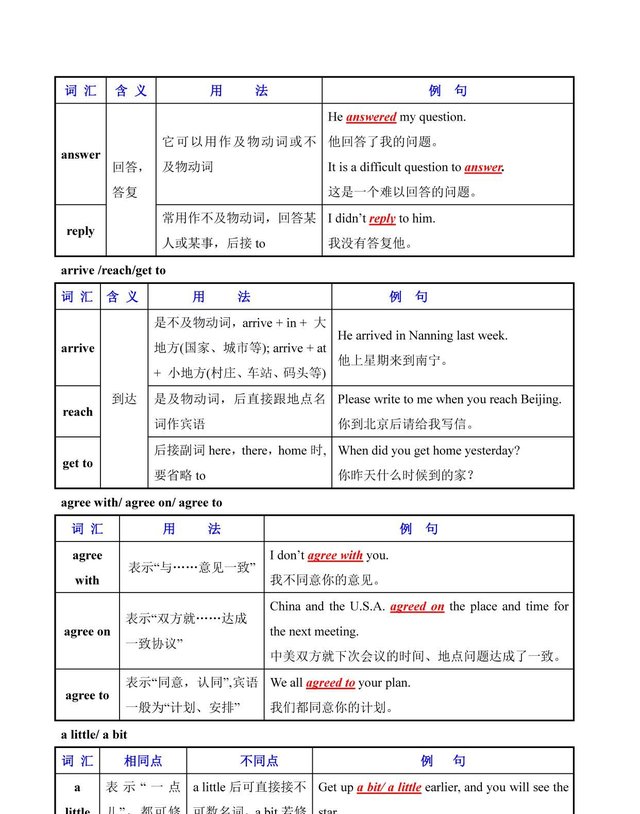 词 汇 含 义 用 法 例 句
answer
回答，
答复
它可以用作及物动词或不
及物动词
He answered my question.
他回答了我的问题。
It is a difficult question to answer.
这是一个难以回答的问题。
reply
常用作不及物动词，回答某
人或某事，后接 to
I didn’t reply to him.
我没有答复他。
arrive /reach/get to
词 汇 含 义 用 法 例 句
arrive
到达
是不及物动词，arrive + in + 大
地方(国家、城市等); arrive + at
+ 小地方(村庄、车站、码头等)
He arrived in Nanning last week.
他上星期来到南宁。
reach
是及物动词，后直接跟地点名
词作宾语
Please write to me when you reach Beijing.
你到北京后请给我写信。
get to
后接副词 here，there，home 时,
要省略 to
When did you get home yesterday?
你昨天什么时候到的家？
agree with/ agree on/ agree to
词 汇 用 法 例 句
agree
with
表示“与……意见一致”
I don’t agree with you.
我不同意你的意见。
agree on
表示“双方就……达成
一致协议”
China and the U.S.A. agreed on the place and time for
the next meeting.
中美双方就下次会议的时间、地点问题达成了一致。
agree to
表示“同意，认同”,宾语
一般为“计划、安排”
We all agreed to your plan.
我们都同意你的计划。
a little/ a bit
词 汇 相同点 不同点 例 句
a
little
表 示 “ 一 点
儿”，都可修
a little 后可直接接不
可数名词，a bit 若修
Get up a bit/ a little earlier, and you will see the
star.